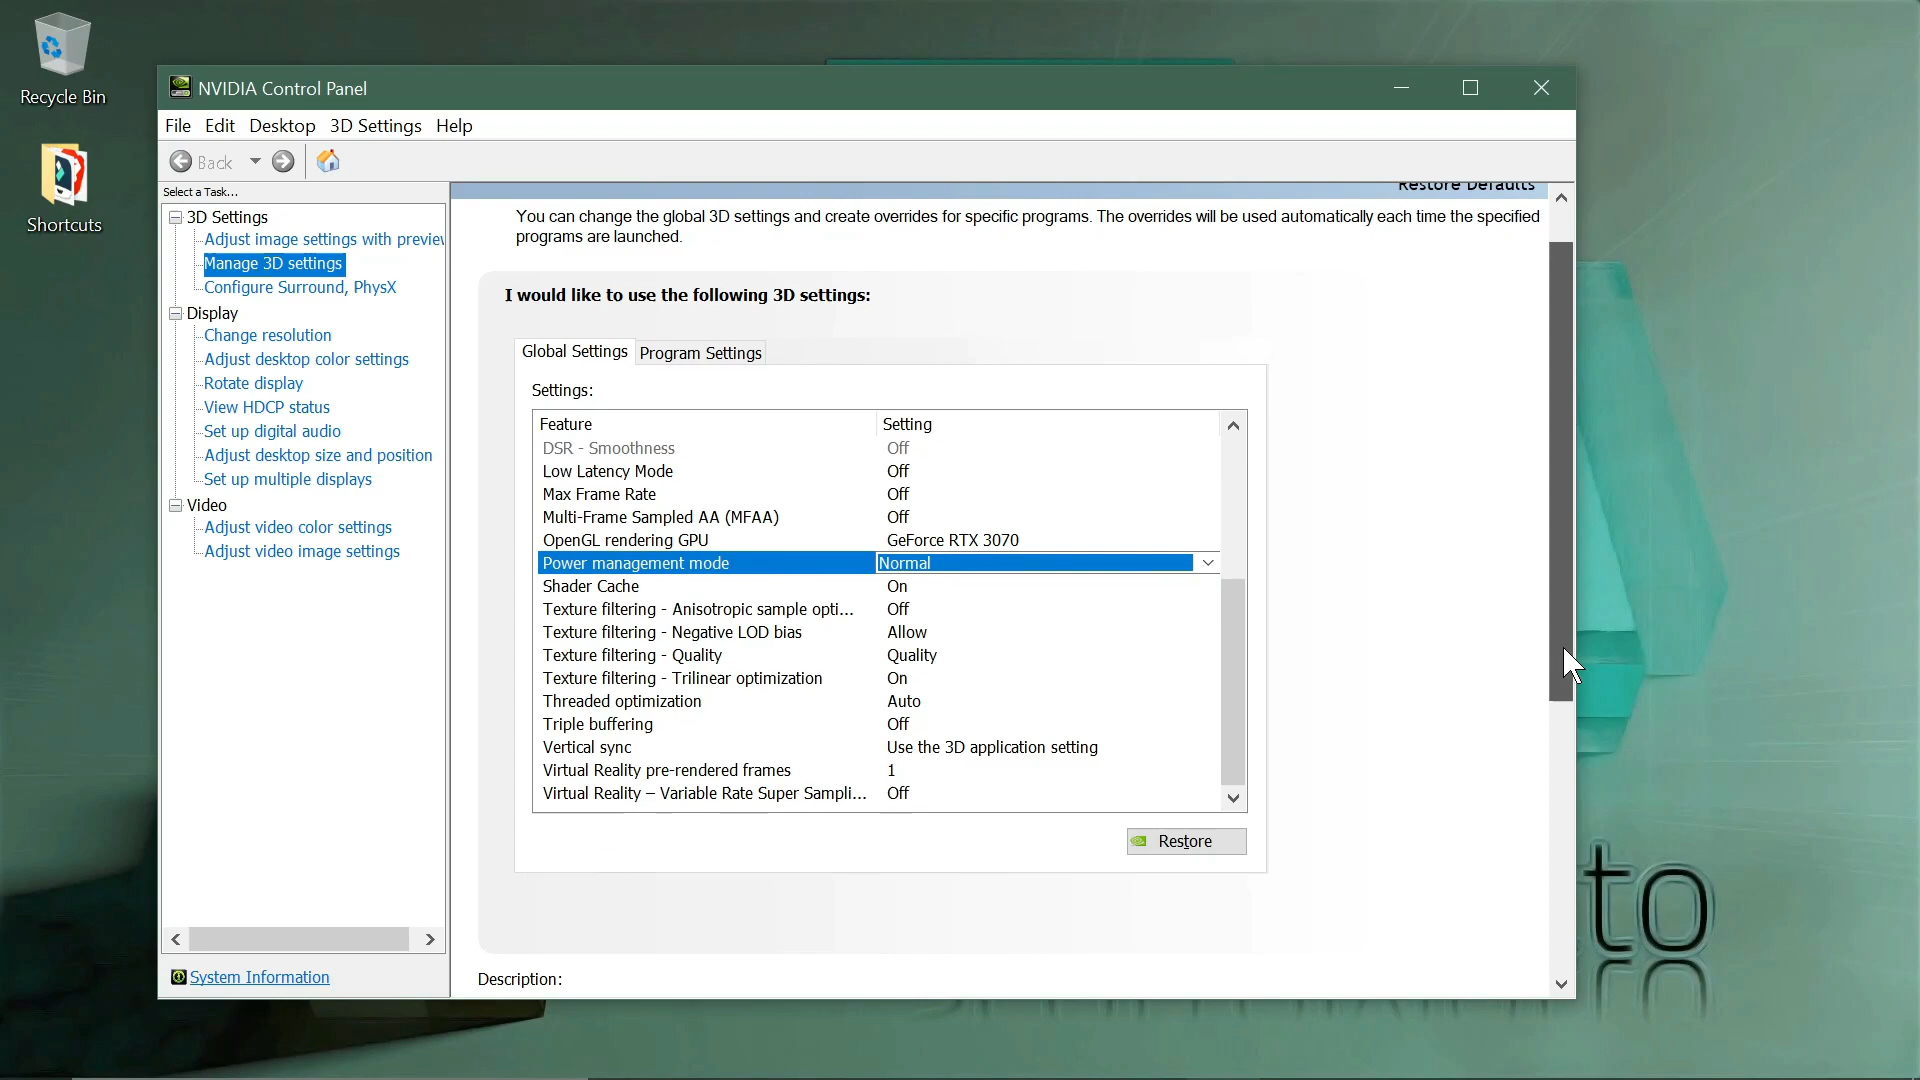 Recycle Bin
Shortcuts
NVIDIA Control Panel
File Edit Desktop 3D Settings Help
Back
Select a Task...
3D Settings
Adjust image settings with preview
Manage 3D settings
Configure Surround, PhysX
Display
Change resolution
Adjust desktop color settings
Rotate display
View HDCP status
Set up digital audio
Adjust desktop size and position
Set up multiple displays
Video
Adjust video color settings
Adjust video image settings
System Information
Restore Defaults
You can change the global 3D settings and create overrides for specific programs. The overrides will be used automatically each time the specified
programs are launched.
I would like to use the following 3D settings:
Global Settings Program Settings
Settings:
Feature Setting
DSR - Smoothness Off
Low Latency Mode Off
Max Frame Rate Off
Multi-Frame Sampled AA (MFAA) Off
OpenGL rendering GPU GeForce RTX 3070
Power management mode Normal
Shader Cache On
Texture filtering - Anisotropic sample opti... Off
Texture filtering - Negative LOD bias Allow
Texture filtering - Quality Quality
Texture filtering - Trilinear optimization On
Threaded optimization Auto
Triple buffering Off
Vertical sync Use the 3D application setting
Virtual Reality pre-rendered frames 1
Virtual Reality – Variable Rate Super Sampli... Off
Restore
Description:
.to